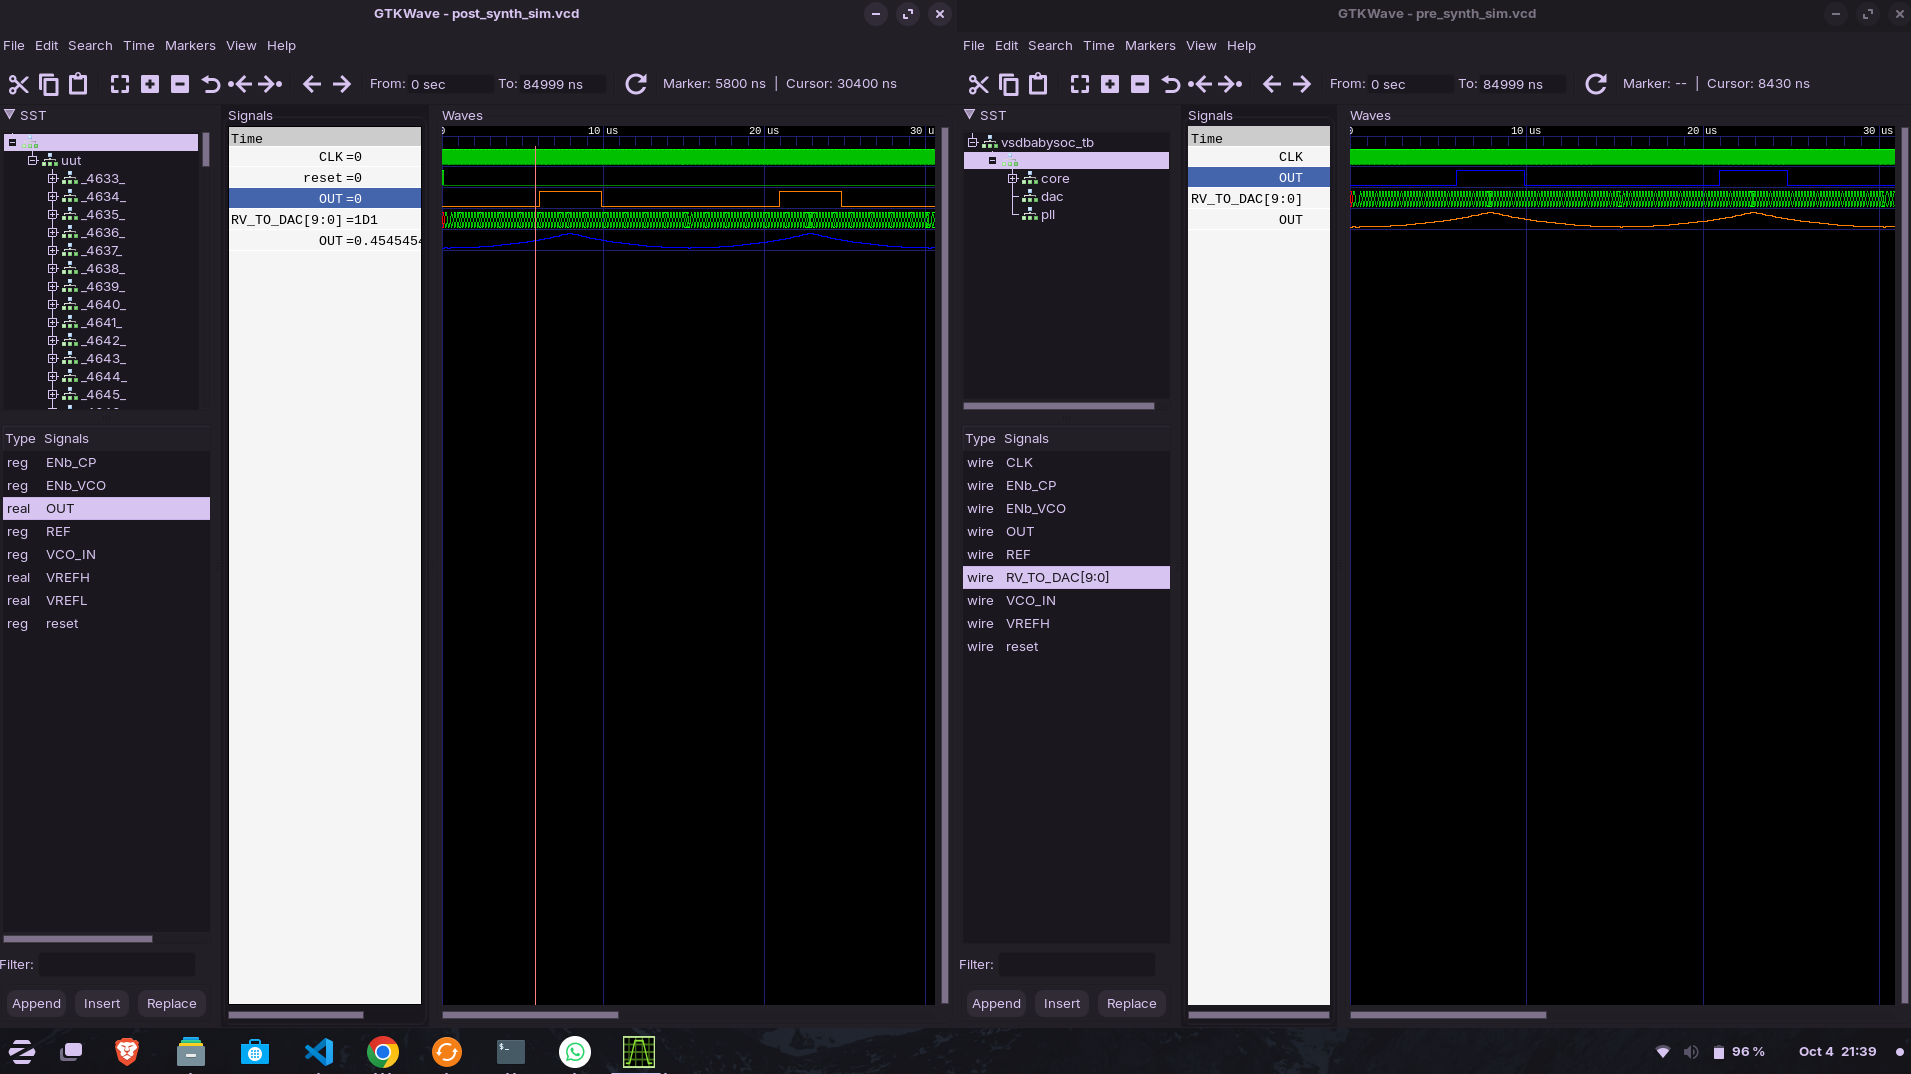 GTKWave - post_synth_sim.vcd
File Edit Search Time Markers View Help
From: 0 sec To: 84999 ns Marker: 5800 ns | Cursor: 30400 ns
SST
uut
_4633_
_4634_
_4635_
_4636_
_4637_
_4638_
_4639_
_4640_
_4641_
_4642_
_4643_
_4644_
_4645_
Type Signals
reg ENb_CP
reg ENb_VCO
real OUT
reg REF
reg VCO_IN
real VREFH
real VREFL
reg reset
Filter:
Append Insert Replace
Signals
Time
CLK =0
reset =0
OUT =0
RV_TO_DAC[9:0] =1D1
OUT =0.4545454
Waves
0 10 us 20 us 30 u
GTKWave - pre_synth_sim.vcd
File Edit Search Time Markers View Help
From: 0 sec To: 84999 ns Marker: -- | Cursor: 8430 ns
SST
vsdbabysoc_tb
core
dac
pll
Type Signals
wire CLK
wire ENb_CP
wire ENb_VCO
wire OUT
wire REF
wire RV_TO_DAC[9:0]
wire VCO_IN
wire VREFH
wire reset
Filter:
Append Insert Replace
Signals
Time
CLK
OUT
RV_TO_DAC[9:0]
OUT
Waves
0 10 us 20 us 30 us
96 % Oct 4 21:39